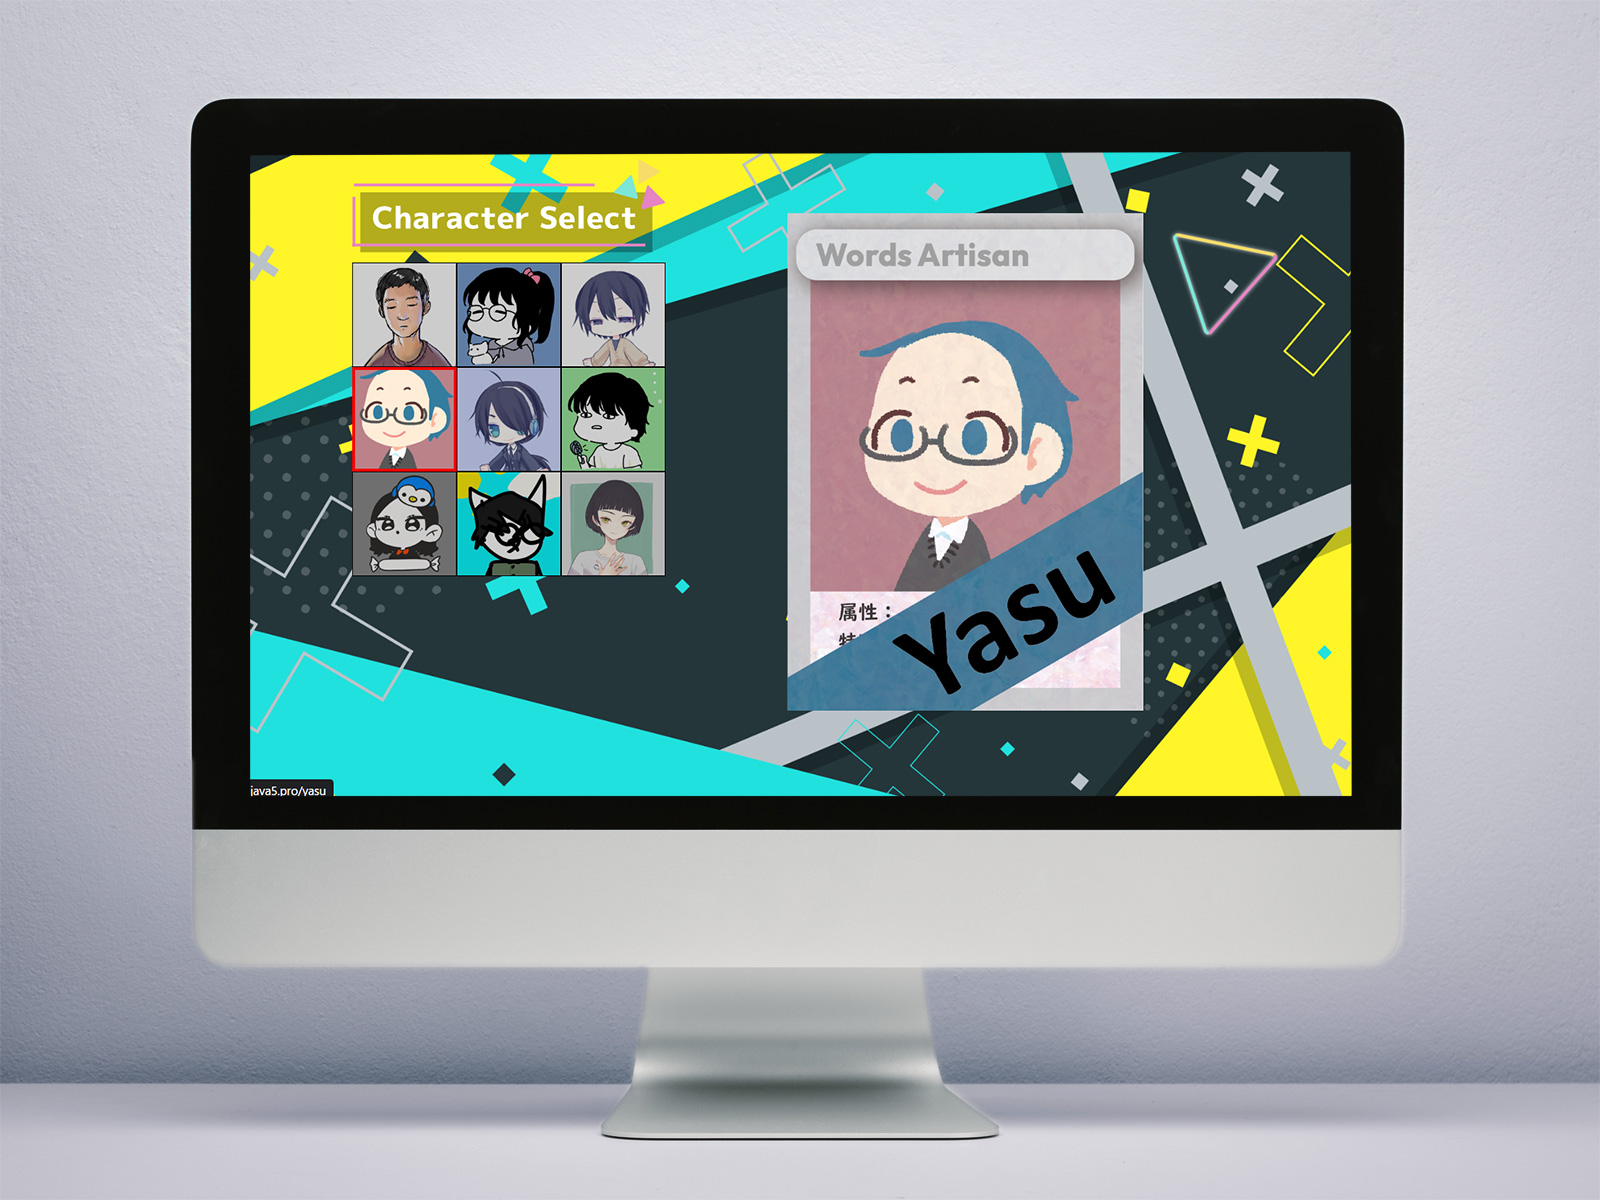 Character Select
Words Artisan
属性：
Yasu
java5.pro/yasu